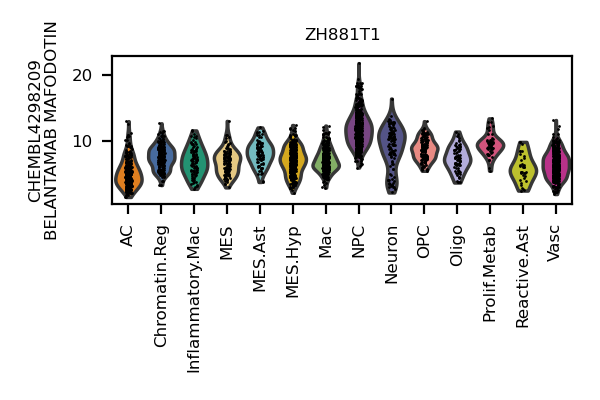 ZH881T1
CHEMBL4298209
BELANTAMAB MAFODOTIN
20
10
AC
Chromatin.Reg
Inflammatory.Mac
MES
MES.Ast
MES.Hyp
Mac
NPC
Neuron
OPC
Oligo
Prolif.Metab
Reactive.Ast
Vasc